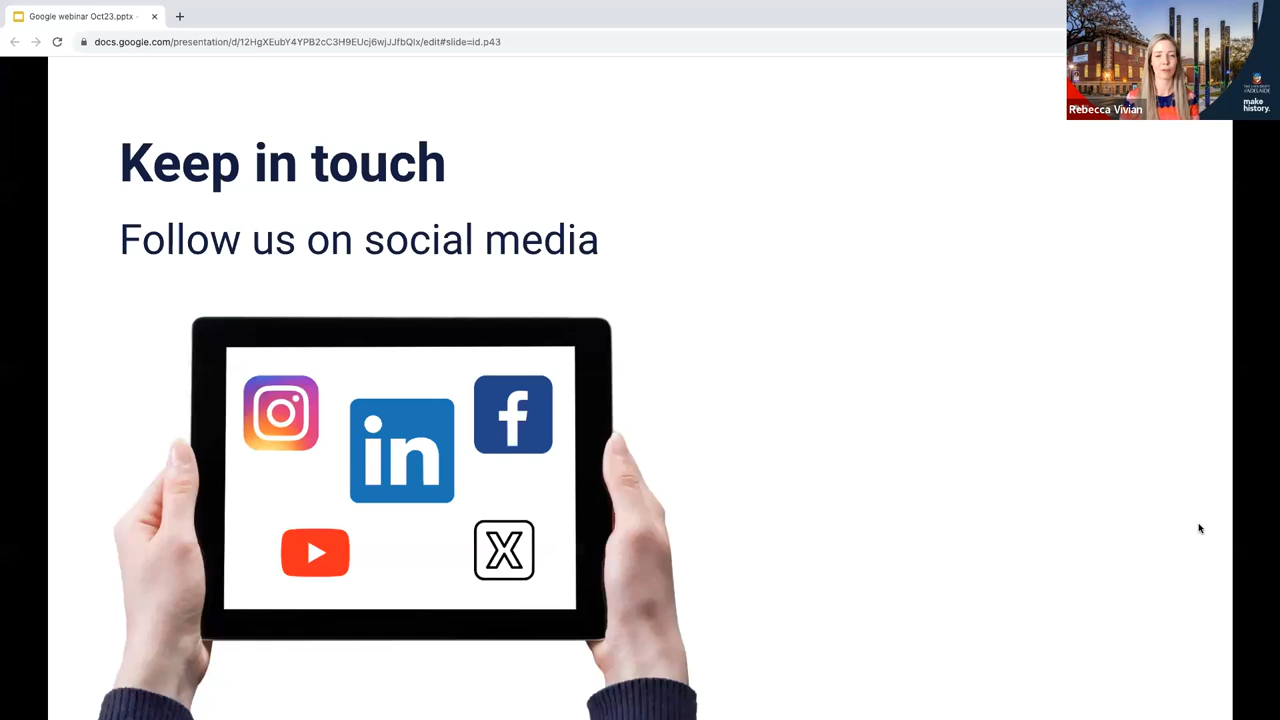 Google webinar Oct23.pptx -
docs.google.com/presentation/d/12HgXEubY4YPB2cC3H9EUcj6wjJJfbQIx/edit#slide=id.p43
Rebecca Vivian
make
history.
Keep in touch
Follow us on social media
in
f
X